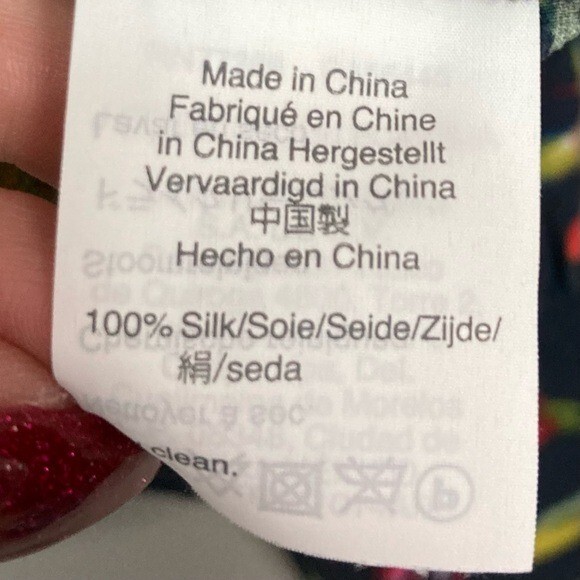 Made in China
Fabriqué en Chine
in China Hergestellt
Vervaardigd in China
中国製
Hecho en China
100% Silk/Soie/Seide/Zijde/
絹/seda
clean.